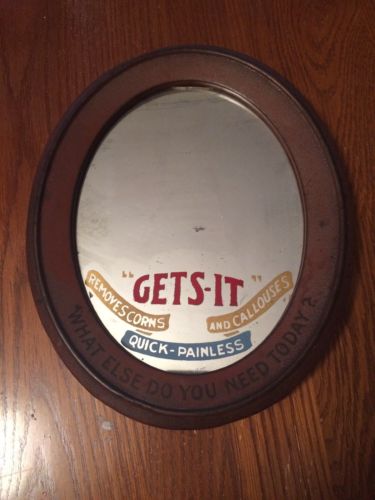 "GETS-IT"
REMOVES CORNS AND CALLOUSES
QUICK-PAINLESS
WHAT ELSE DO YOU NEED TODAY?